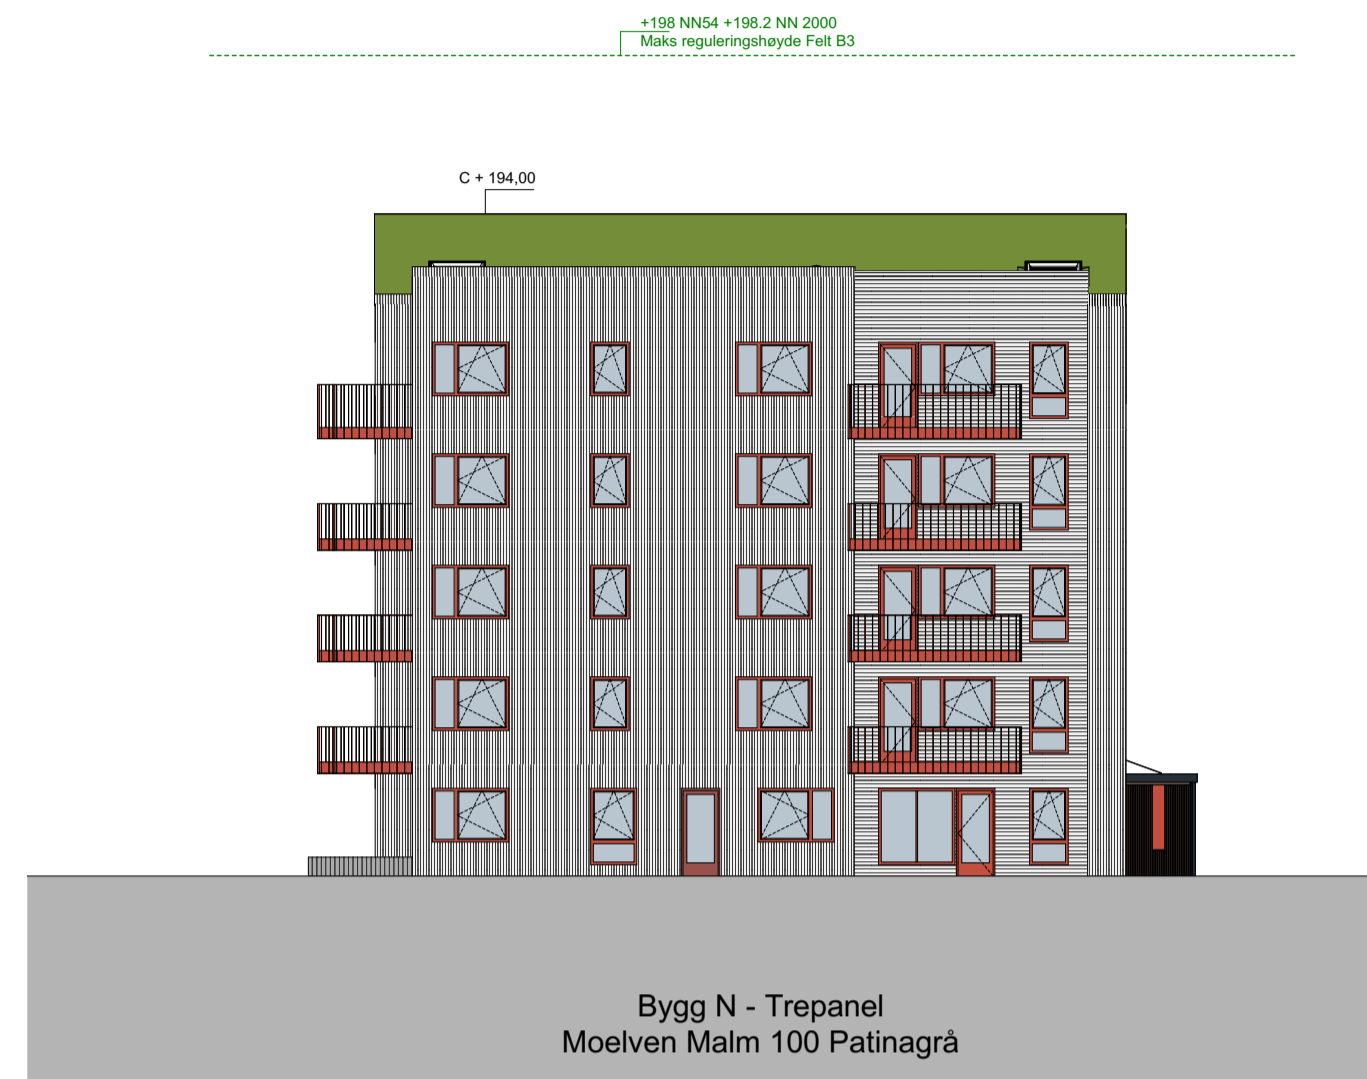 +198 NN54 +198.2 NN 2000
Maks reguleringshøyde Felt B3
C + 194,00
Bygg N - Trepanel
Moelven Malm 100 Patinagrå